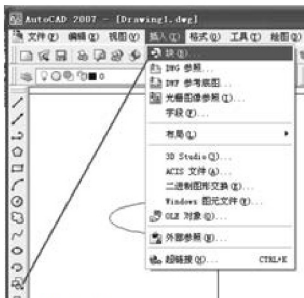 AutoCAD 2007 - [Drawing1.dwg]
文件(F) 编辑(E) 视图(V) 插入(I) 格式(O) 工具(T) 绘图(D)
块(B)...
DWG 参照...
DWF 参考底图...
光栅图像参照(I)...
字段(F)...
布局(L)
3D Studio(3)...
ACIS 文件(A)...
二进制图形交换(E)...
Windows 图元文件(W)...
OLE 对象(O)...
外部参照(N)...
超链接(H)... CTRL+K
0